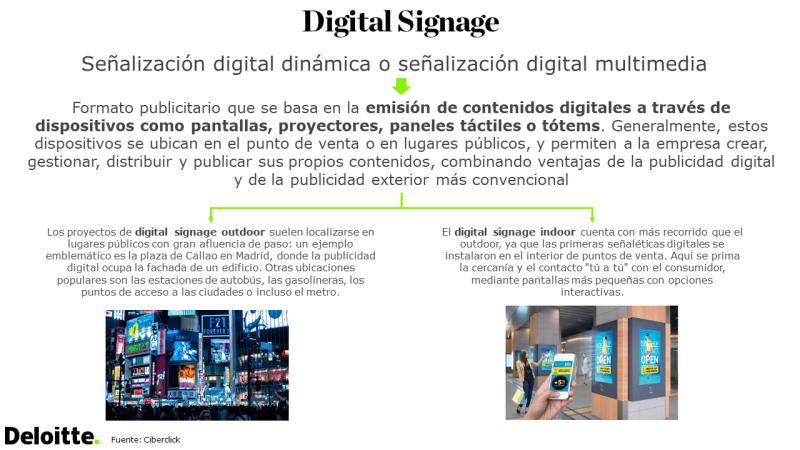 Digital Signage
Señalización digital dinámica o señalización digital multimedia
Formato publicitario que se basa en la emisión de contenidos digitales a través de
dispositivos como pantallas, proyectores, paneles táctiles o tótems. Generalmente, estos
dispositivos se ubican en el punto de venta o en lugares públicos, y permiten a la empresa crear,
gestionar, distribuir y publicar sus propios contenidos, combinando ventajas de la publicidad digital
y de la publicidad exterior más convencional
Los proyectos de digital signage outdoor suelen localizarse en
lugares públicos con gran afluencia de paso: un ejemplo
emblemático es la plaza de Callao en Madrid, donde la publicidad
digital ocupa la fachada de un edificio. Otras ubicaciones
populares son las estaciones de autobús, las gasolineras, los
puntos de acceso a las ciudades o incluso el metro.
El digital signage indoor cuenta con más recorrido que el
outdoor, ya que las primeras señaléticas digitales se
instalaron en el interior de puntos de venta. Aquí se prima
la cercanía y el contacto "tú a tú" con el consumidor,
mediante pantallas más pequeñas con opciones
interactivas.
F21
FOREVER 21
OPEN
OPEN
Deloitte.
Fuente: Ciberclick